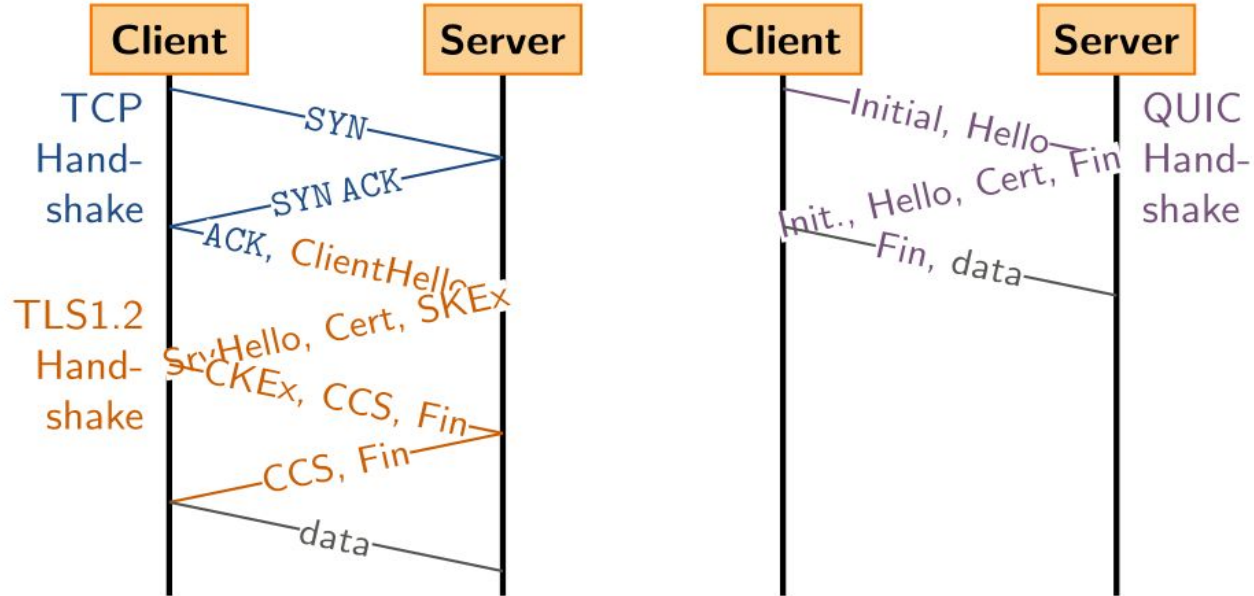 Client
Server
TCP
Hand-
shake
SYN
SYN ACK
ACK, ClientHello
TLS1.2
Hand-
shake
SrvHello, Cert, SKEx
CKEx, CCS, Fin
CCS, Fin
data
Client
Server
Initial, Hello
QUIC
Hand-
shake
Init., Hello, Cert, Fin
Fin, data